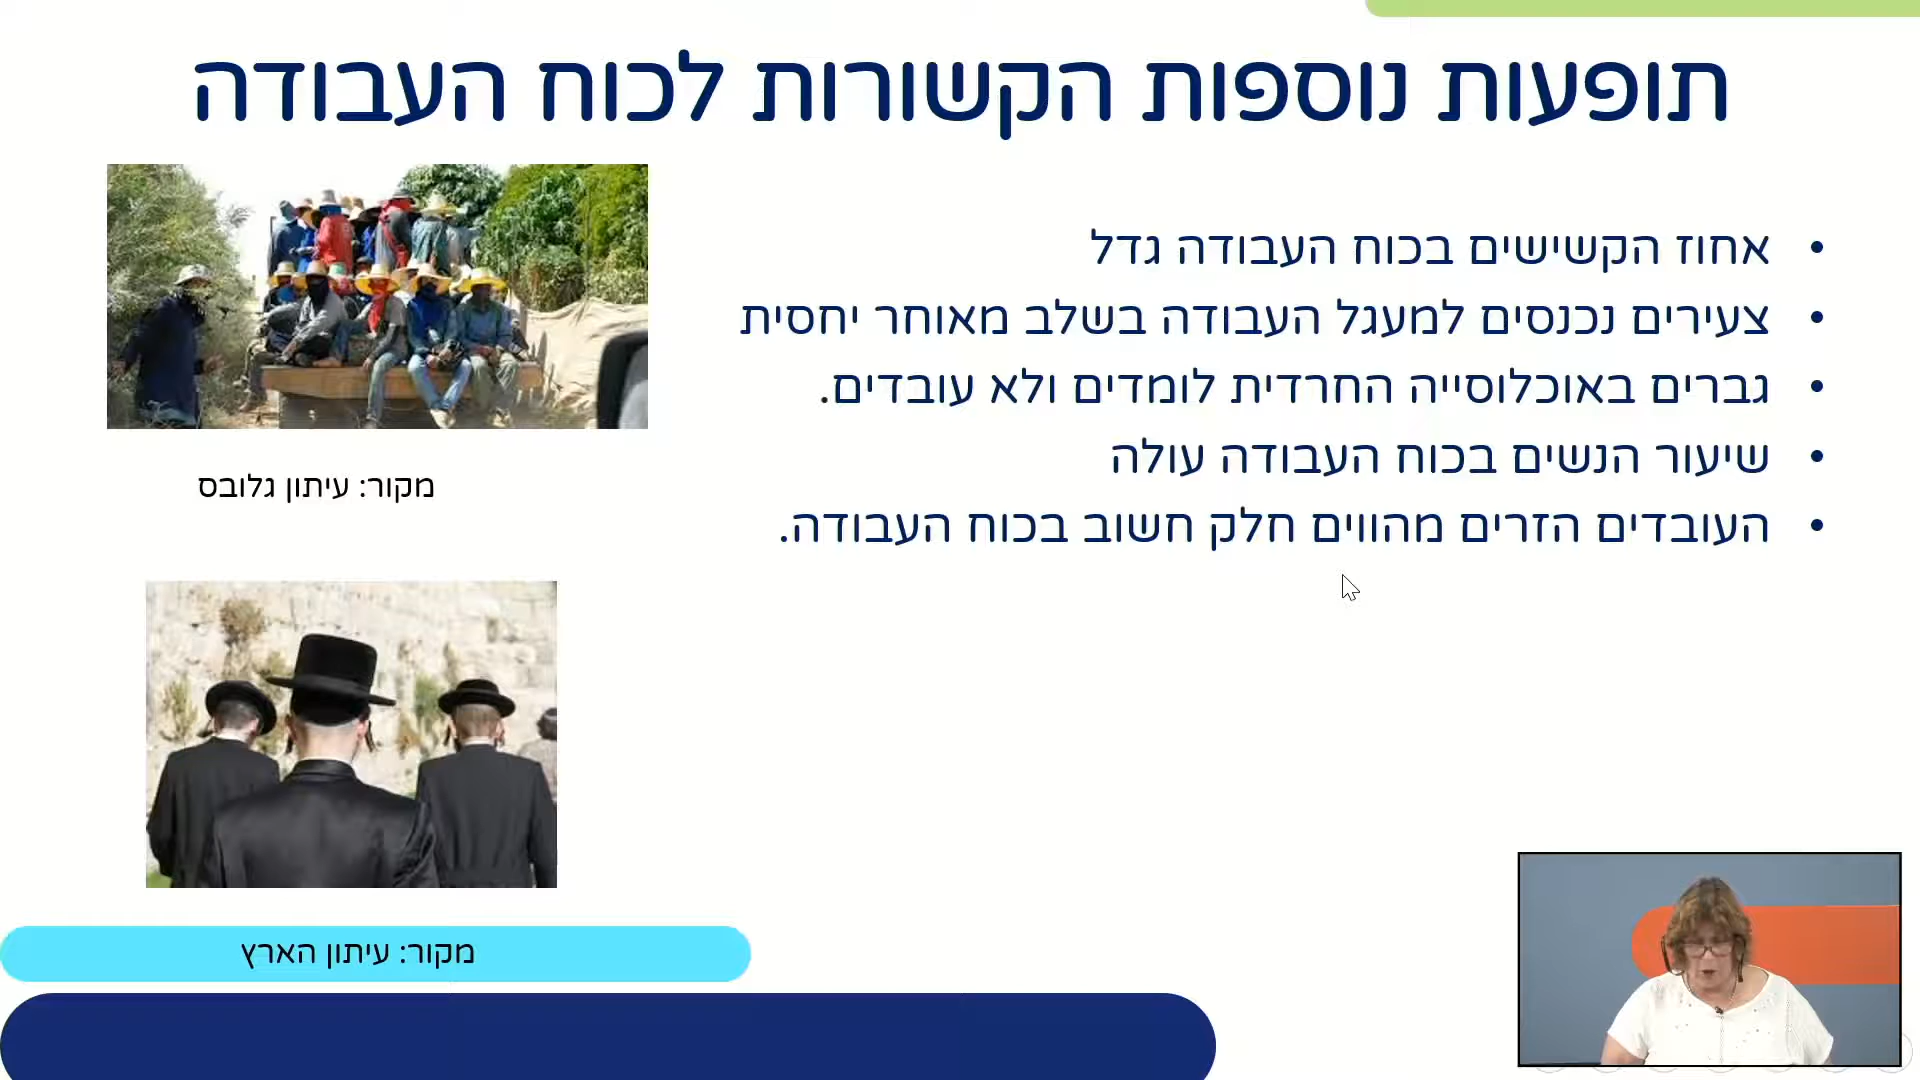 תופעות נוספות הקשורות לכוח העבודה
• אחוז הקשישים בכוח העבודה גדל
• צעירים נכנסים למעגל העבודה בשלב מאוחר יחסית
• גברים באוכלוסייה החרדית לומדים ולא עובדים.
• שיעור הנשים בכוח העבודה עולה
• העובדים הזרים מהווים חלק חשוב בכוח העבודה.
מקור: עיתון גלובס
מקור: עיתון הארץ